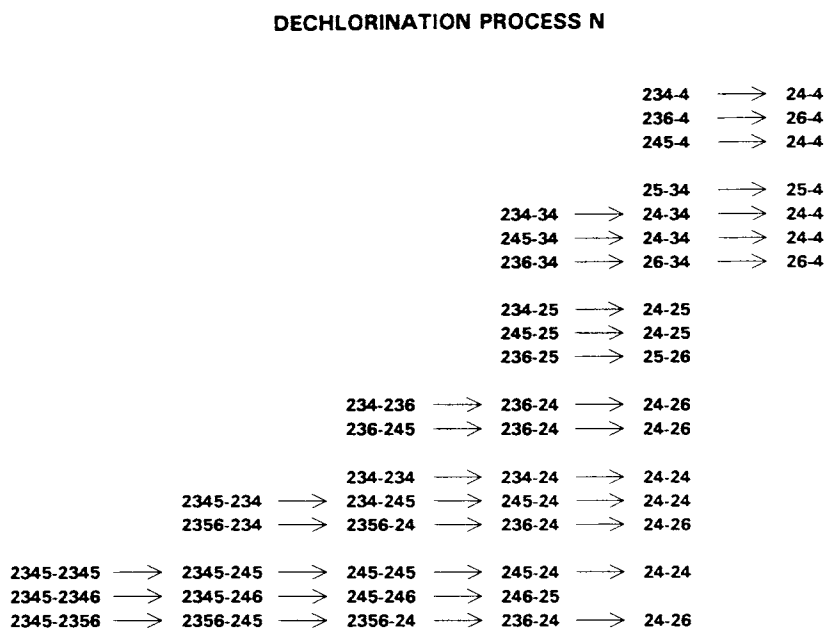 DECHLORINATION PROCESS N
234-4 → 24-4
236-4 → 26-4
245-4 → 24-4
25-34 → 25-4
234-34 → 24-34 → 24-4
245-34 → 24-34 → 24-4
236-34 → 26-34 → 26-4
234-25 → 24-25
245-25 → 24-25
236-25 → 25-26
234-236 → 236-24 → 24-26
236-245 → 236-24 → 24-26
234-234 → 234-24 → 24-24
2345-234 → 234-245 → 245-24 → 24-24
2356-234 → 2356-24 → 236-24 → 24-26
2345-2345 → 2345-245 → 245-245 → 245-24 → 24-24
2345-2346 → 2345-246 → 245-246 → 246-25
2345-2356 → 2356-245 → 2356-24 → 236-24 → 24-26